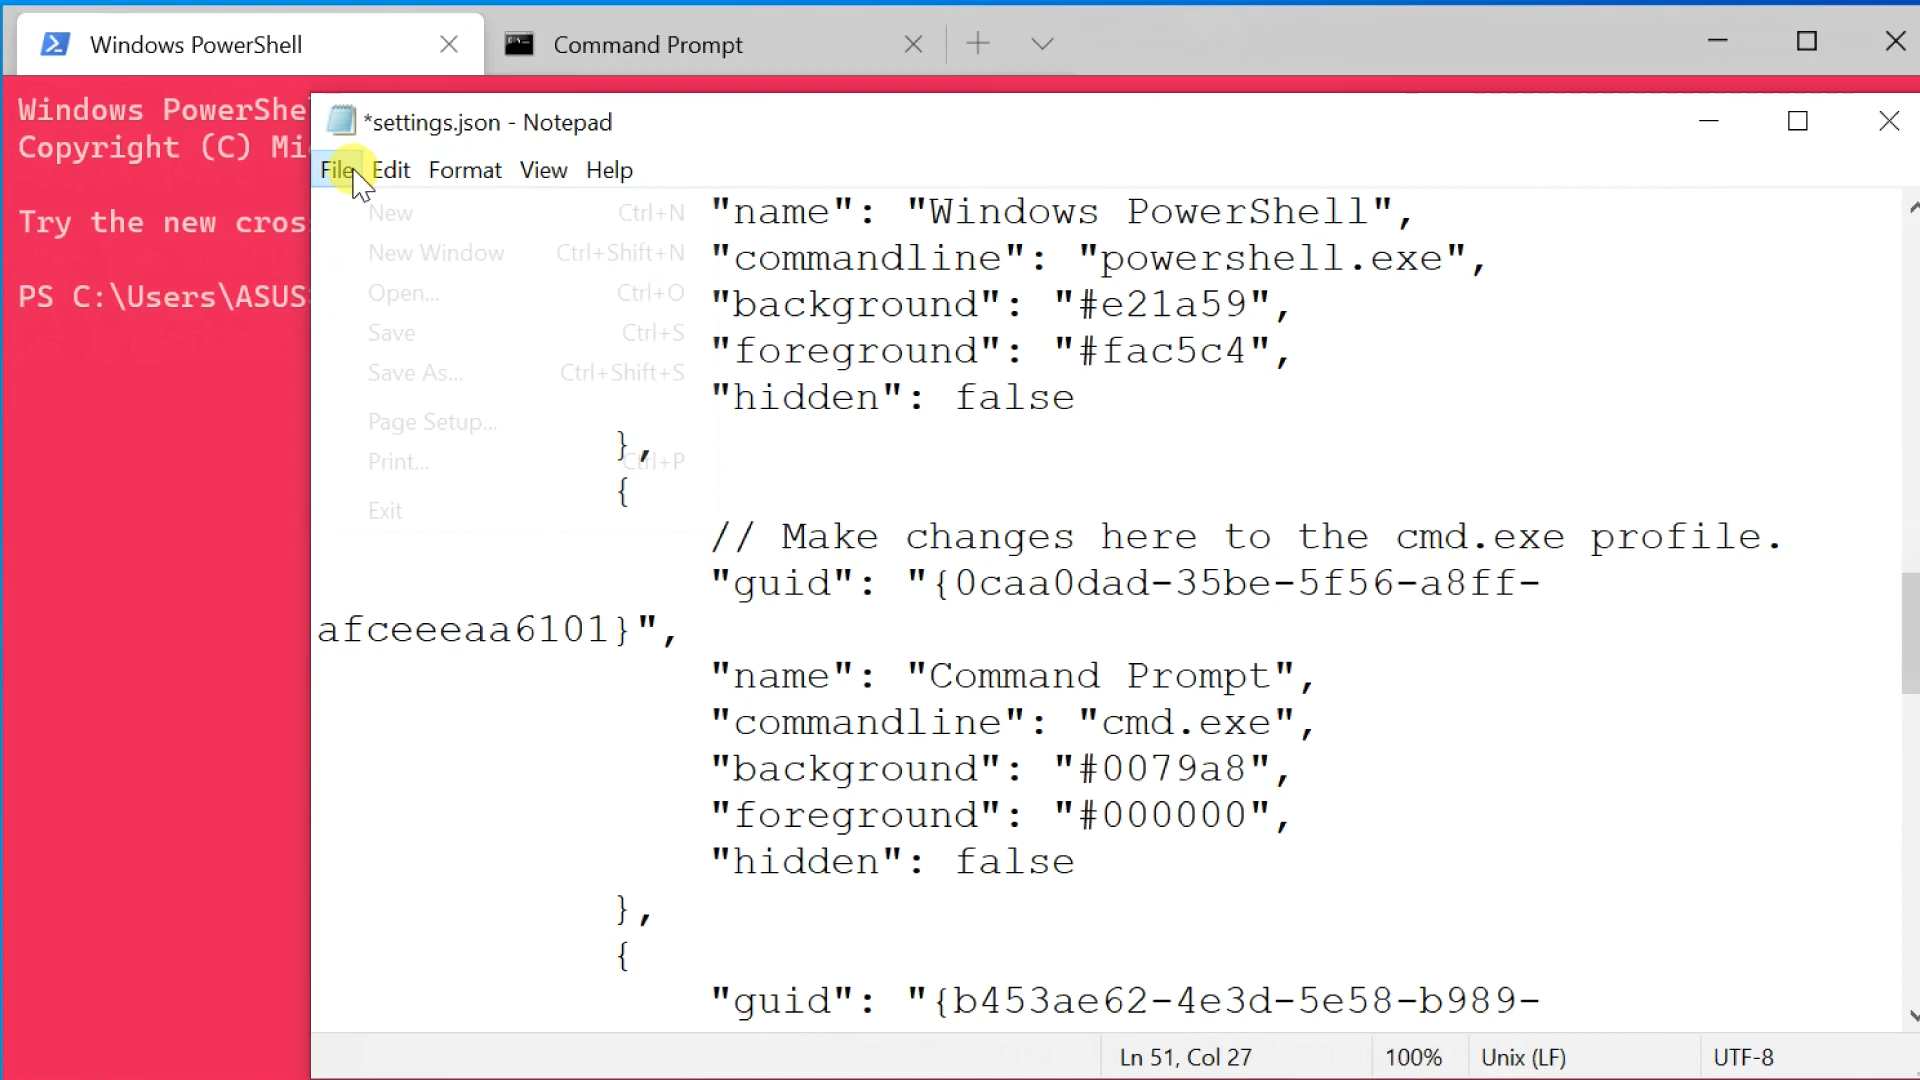 Windows PowerShell
Command Prompt
Windows PowerShe
Copyright (C) Mi
Try the new cros
PS C:\Users\ASUS
*settings.json - Notepad
File Edit Format View Help
New Ctrl+N
New Window Ctrl+Shift+N
Open... Ctrl+O
Save Ctrl+S
Save As... Ctrl+Shift+S
Page Setup...
Print... Ctrl+P
Exit
"name": "Windows PowerShell",
"commandline": "powershell.exe",
"background": "#e21a59",
"foreground": "#fac5c4",
"hidden": false
},
{
// Make changes here to the cmd.exe profile.
"guid": "{0caa0dad-35be-5f56-a8ff-
afceeeaa6101}",
"name": "Command Prompt",
"commandline": "cmd.exe",
"background": "#0079a8",
"foreground": "#000000",
"hidden": false
},
{
"guid": "{b453ae62-4e3d-5e58-b989-
Ln 51, Col 27
100%
Unix (LF)
UTF-8